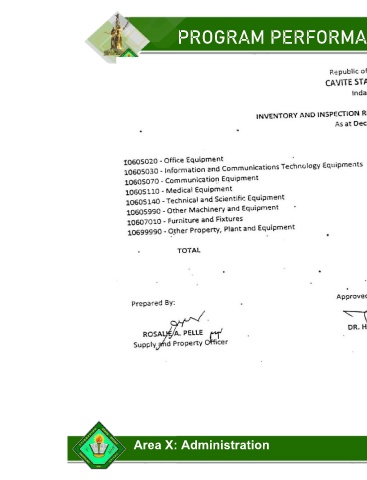 PROGRAM PERFORMA
Republic of
CAVITE STA
Inda
INVENTORY AND INSPECTION R
As at Dec
10605020 - Office Equipment
10605030 - Information and Communications Technology Equipments
10605070 - Communication Equipment
10605110 - Medical Equipment
10605140 - Technical and Scientific Equipment
10605990 - Other Machinery and Equipment
10607010 - Furniture and Fixtures
10699990 - Other Property, Plant and Equipment
TOTAL
Prepared By:
Approved
ROSALIE A. PELLE
DR. H
Supply and Property Officer
Area X: Administration